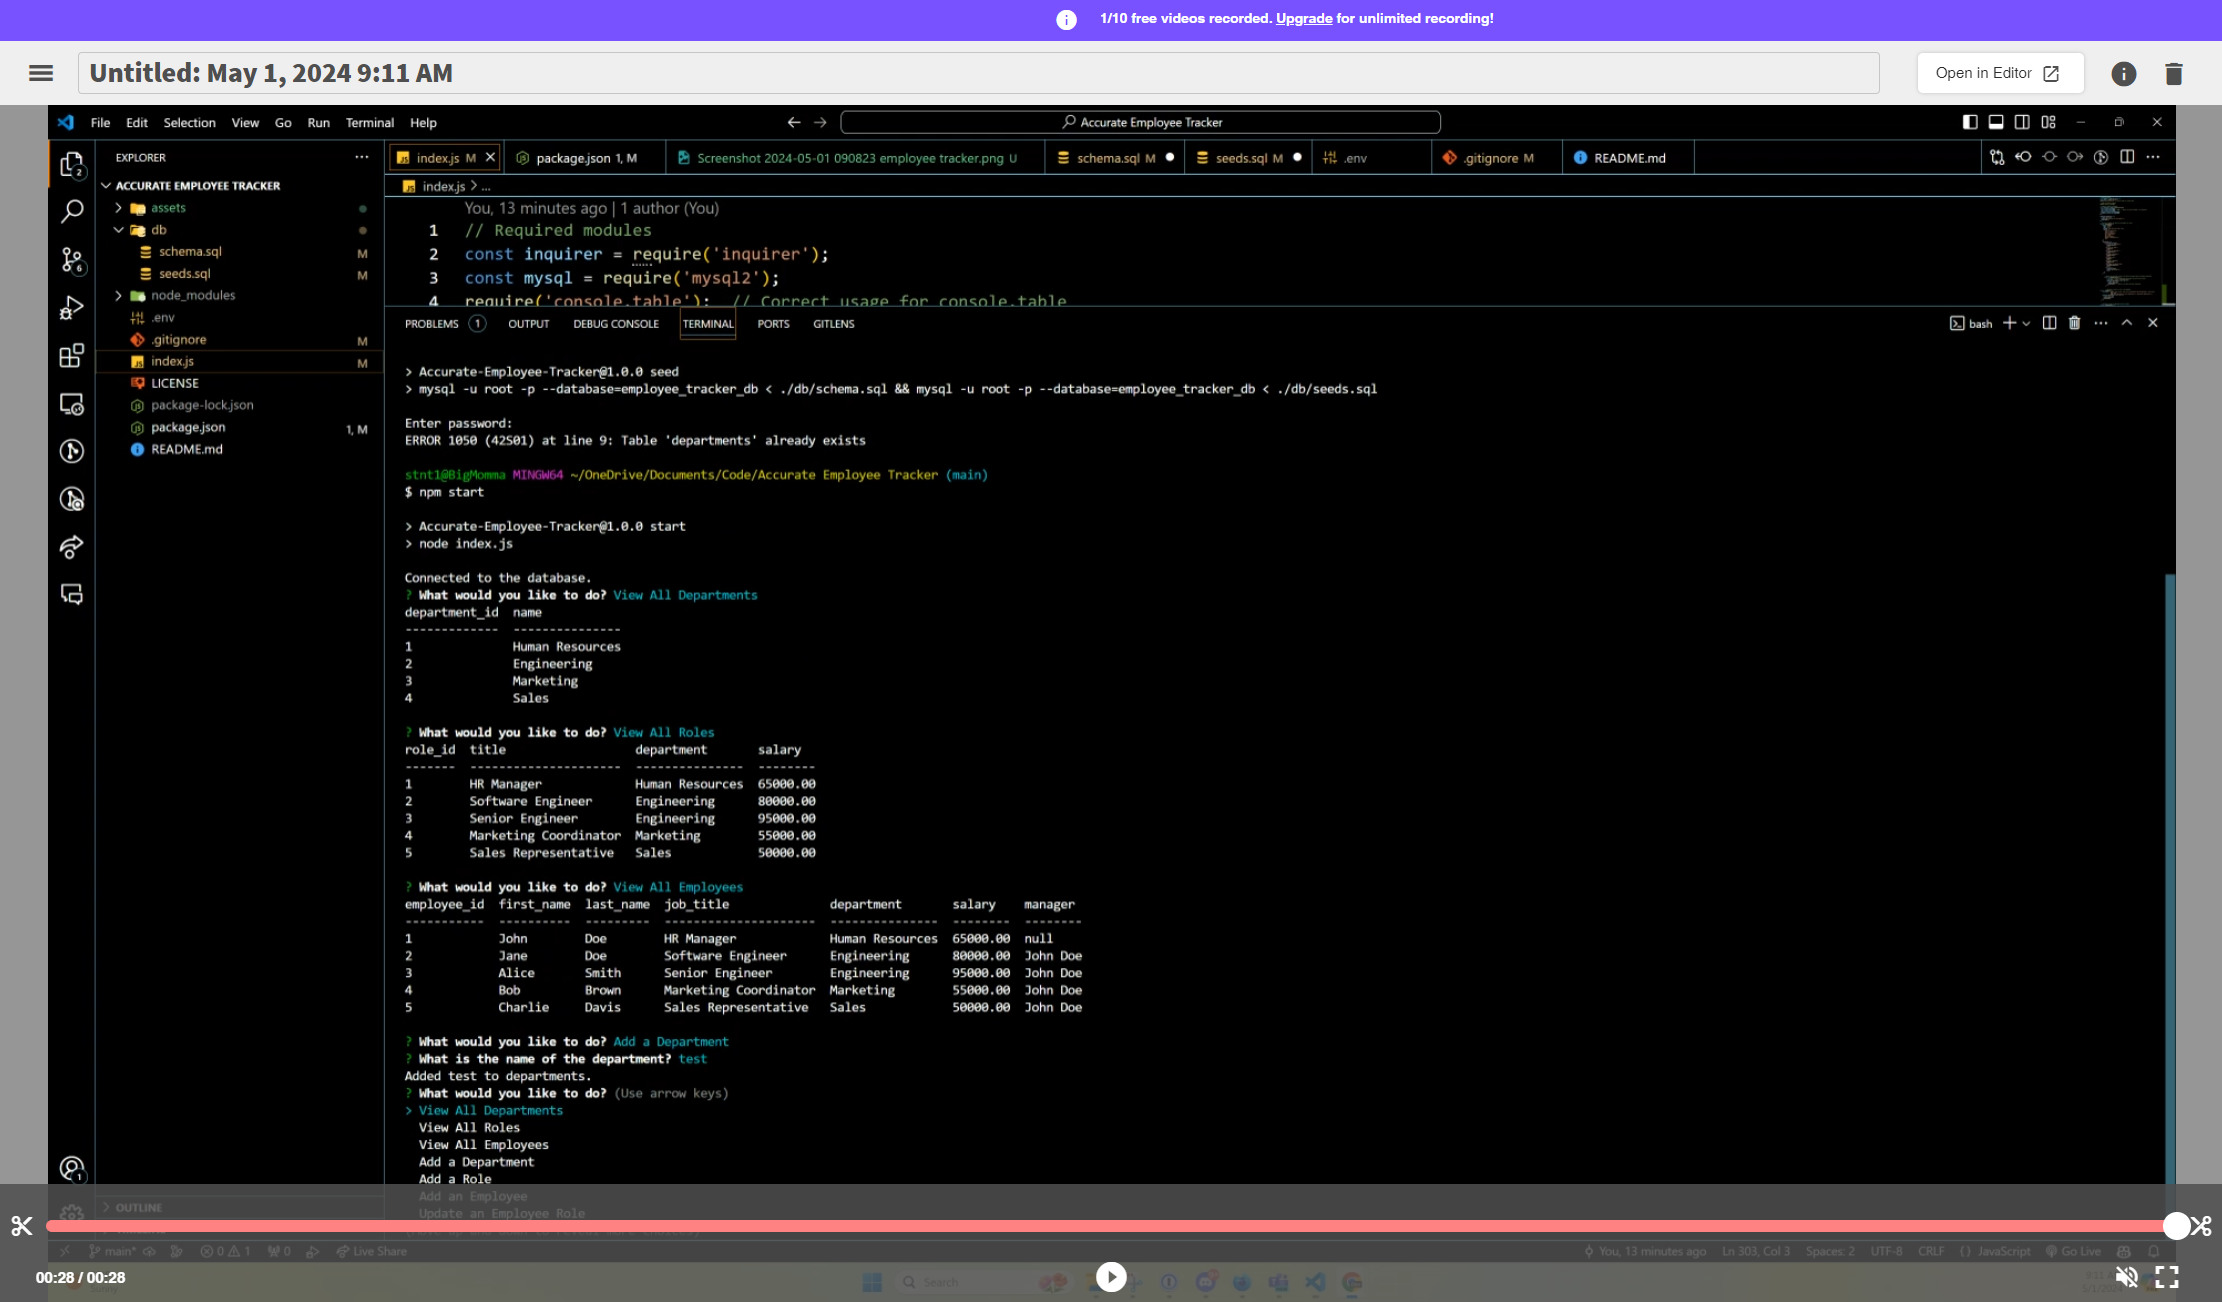 1/10 free videos recorded. Upgrade for unlimited recording!
Untitled: May 1, 2024 9:11 AM
Open in Editor
File Edit Selection View Go Run Terminal Help
Accurate Employee Tracker
EXPLORER
index.js M
package.json 1, M
Screenshot 2024-05-01 090823 employee tracker.png U
schema.sql M
seeds.sql M
.env
.gitignore M
README.md
ACCURATE EMPLOYEE TRACKER
assets
db
schema.sql M
seeds.sql M
node_modules
.env
.gitignore M
index.js M
LICENSE
package-lock.json
package.json 1, M
README.md
OUTLINE
index.js > ...
You, 13 minutes ago | 1 author (You)
1 // Required modules
2 const inquirer = require('inquirer');
3 const mysql = require('mysql2');
4 require('console.table'); // Correct usage for console.table
PROBLEMS 1 OUTPUT DEBUG CONSOLE TERMINAL PORTS GITLENS
bash
> Accurate-Employee-Tracker@1.0.0 seed
> mysql -u root -p --database=employee_tracker_db < ./db/schema.sql && mysql -u root -p --database=employee_tracker_db < ./db/seeds.sql
Enter password:
ERROR 1050 (42S01) at line 9: Table 'departments' already exists
stnt1@BigMomma MINGW64 ~/OneDrive/Documents/Code/Accurate Employee Tracker (main)
$ npm start
> Accurate-Employee-Tracker@1.0.0 start
> node index.js
Connected to the database.
? What would you like to do? View All Departments
department_id name
------------- ---------------
1 Human Resources
2 Engineering
3 Marketing
4 Sales
? What would you like to do? View All Roles
role_id title department salary
------- --------------------- --------------- --------
1 HR Manager Human Resources 65000.00
2 Software Engineer Engineering 80000.00
3 Senior Engineer Engineering 95000.00
4 Marketing Coordinator Marketing 55000.00
5 Sales Representative Sales 50000.00
? What would you like to do? View All Employees
employee_id first_name last_name job_title department salary manager
----------- ---------- --------- --------------------- --------------- -------- --------
1 John Doe HR Manager Human Resources 65000.00 null
2 Jane Doe Software Engineer Engineering 80000.00 John Doe
3 Alice Smith Senior Engineer Engineering 95000.00 John Doe
4 Bob Brown Marketing Coordinator Marketing 55000.00 John Doe
5 Charlie Davis Sales Representative Sales 50000.00 John Doe
? What would you like to do? Add a Department
? What is the name of the department? test
Added test to departments.
? What would you like to do? (Use arrow keys)
> View All Departments
View All Roles
View All Employees
Add a Department
Add a Role
Add an Employee
Update an Employee Role
main* 0 1 0 Live Share
You, 13 minutes ago Ln 303, Col 3 Spaces: 2 UTF-8 CRLF {} JavaScript Go Live
00:28 / 00:28
Search